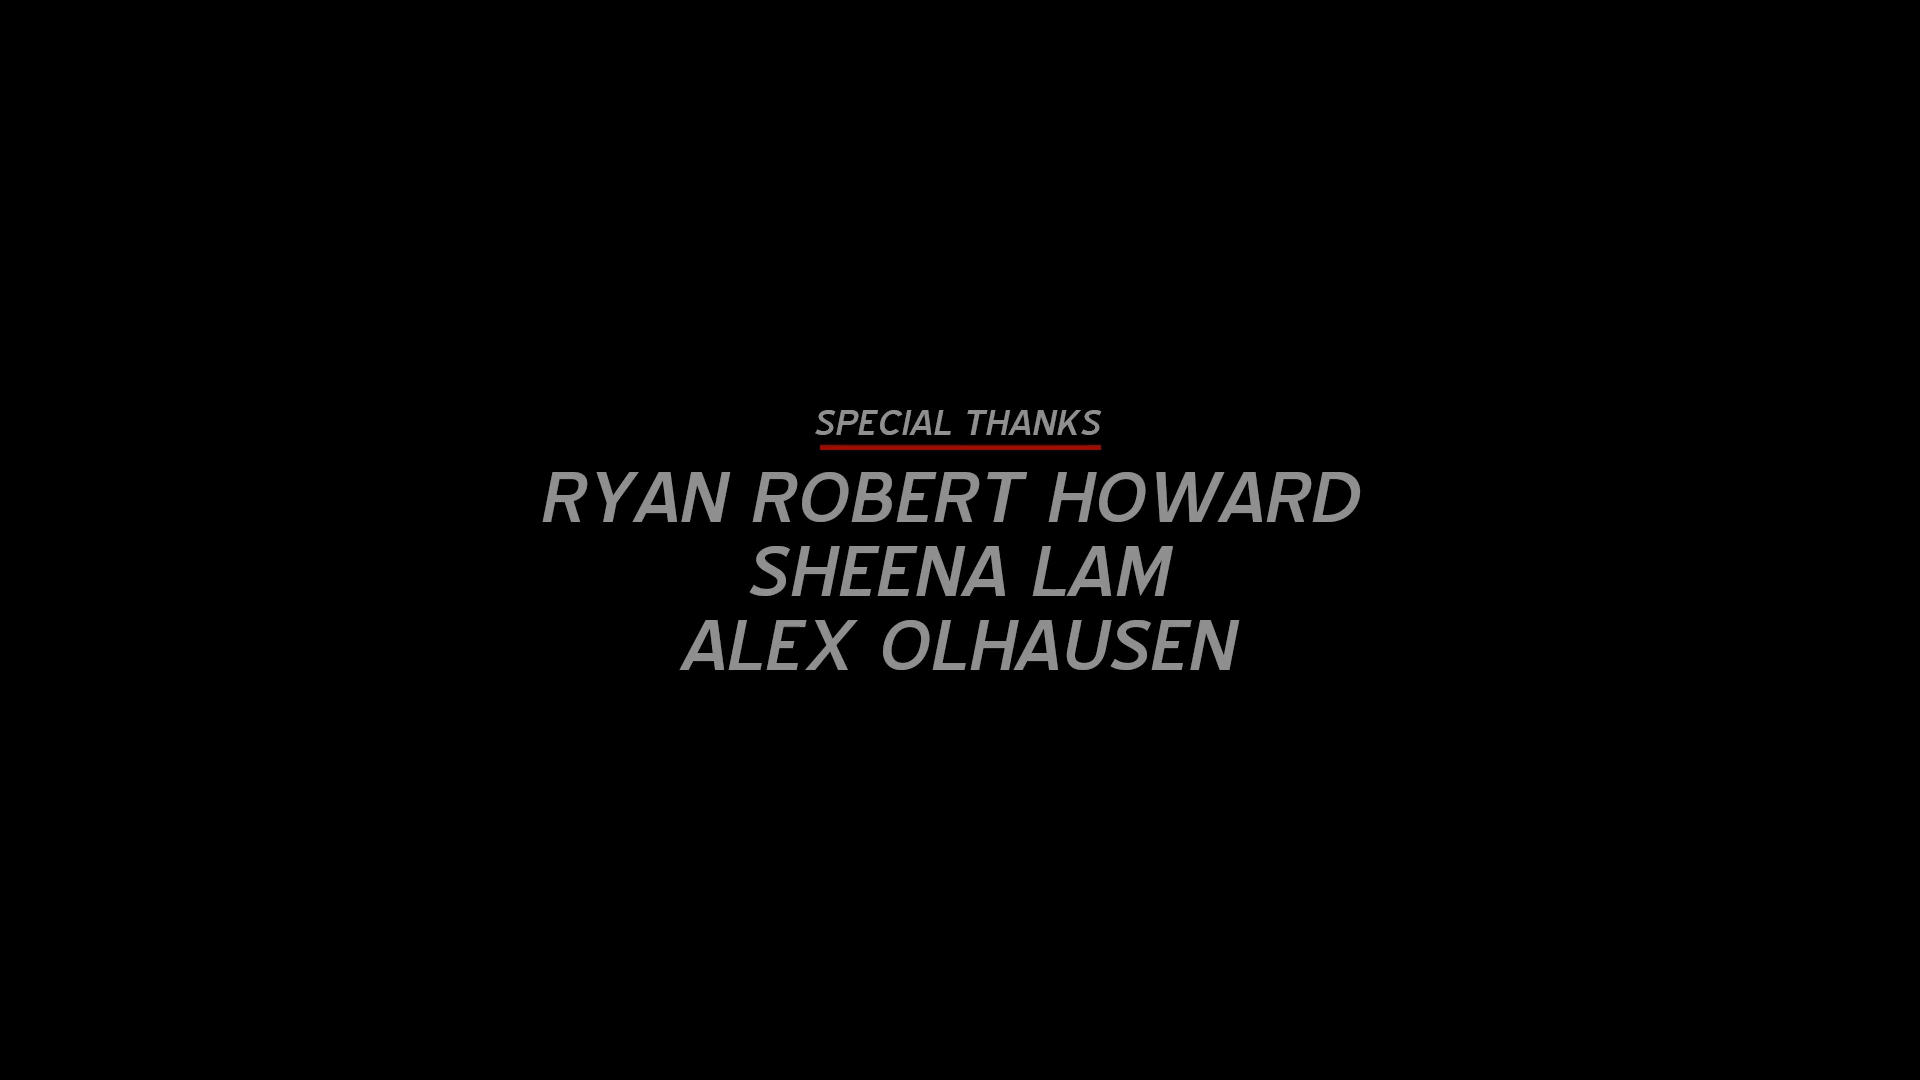 SPECIAL THANKS
RYAN ROBERT HOWARD
SHEENA LAM
ALEX OLHAUSEN